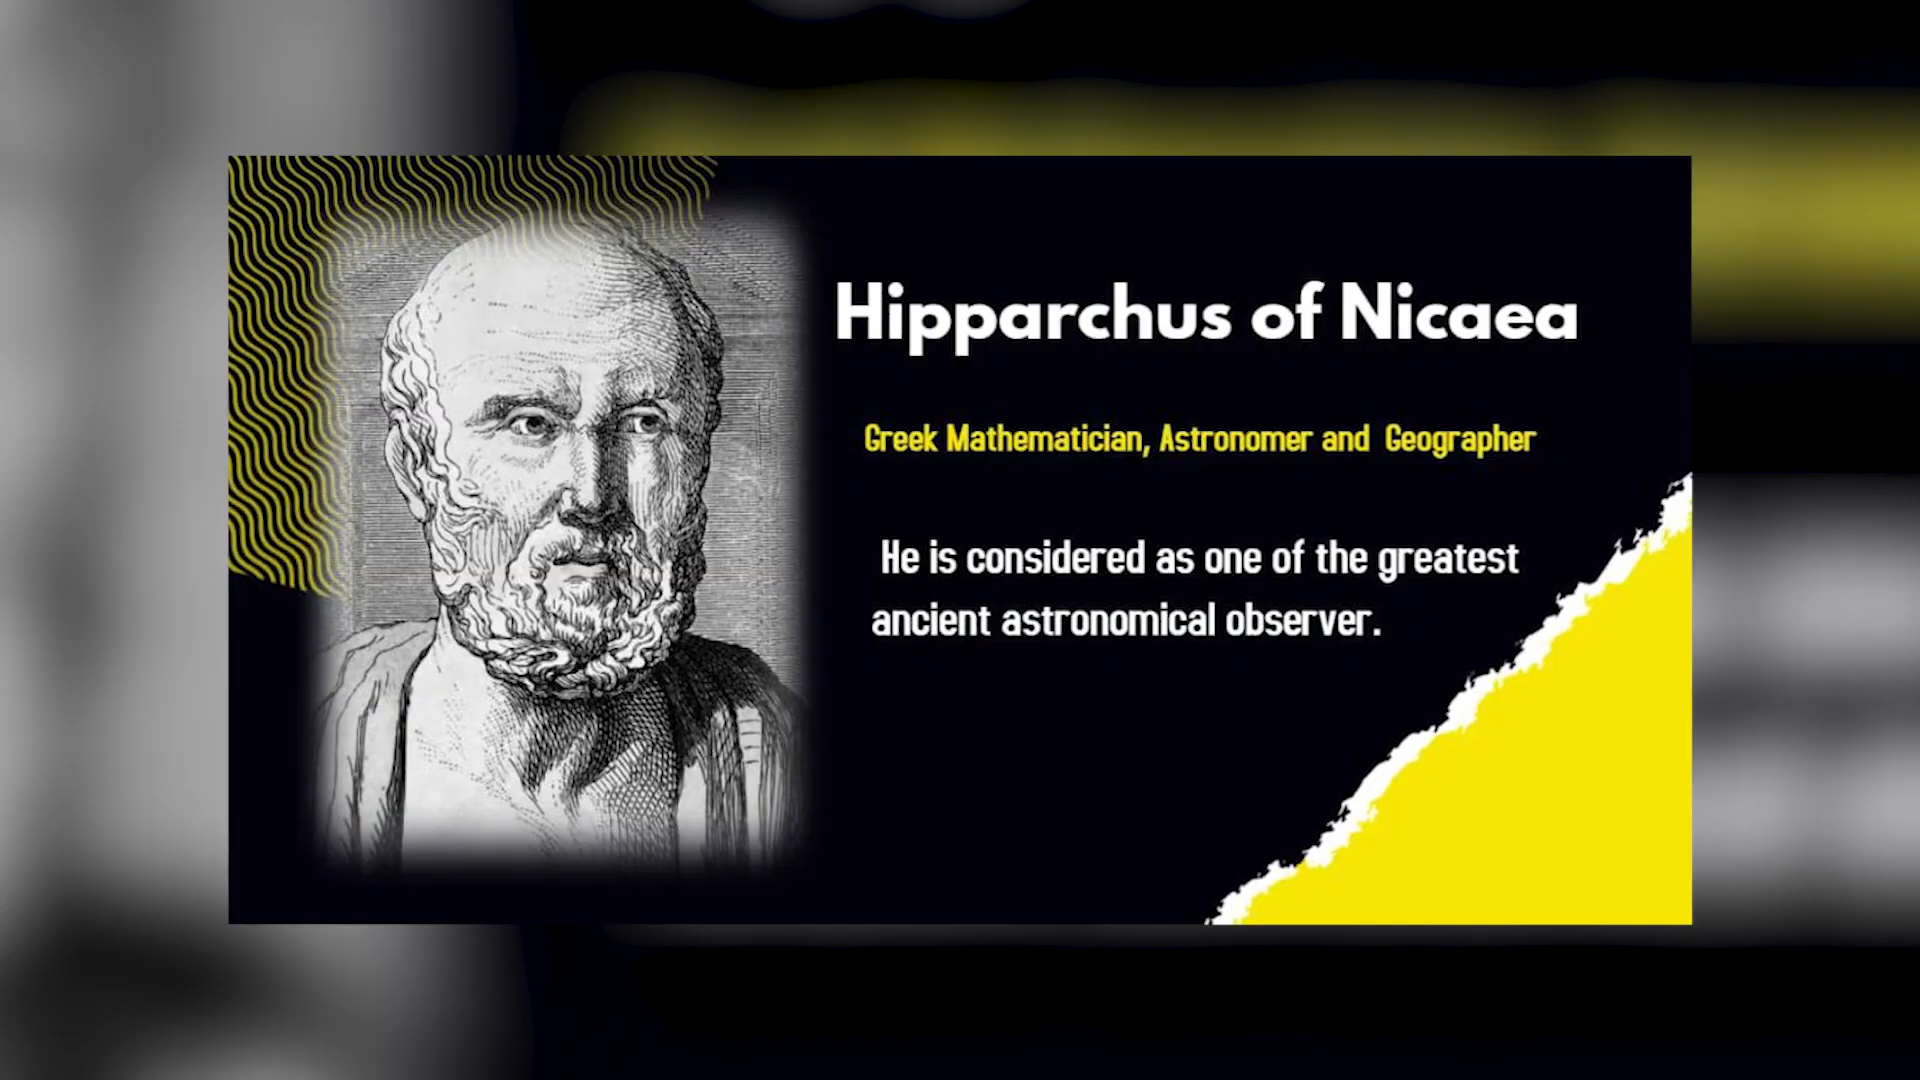 Hipparchus of Nicaea
Greek Mathematician, Astronomer and Geographer
He is considered as one of the greatest
ancient astronomical observer.